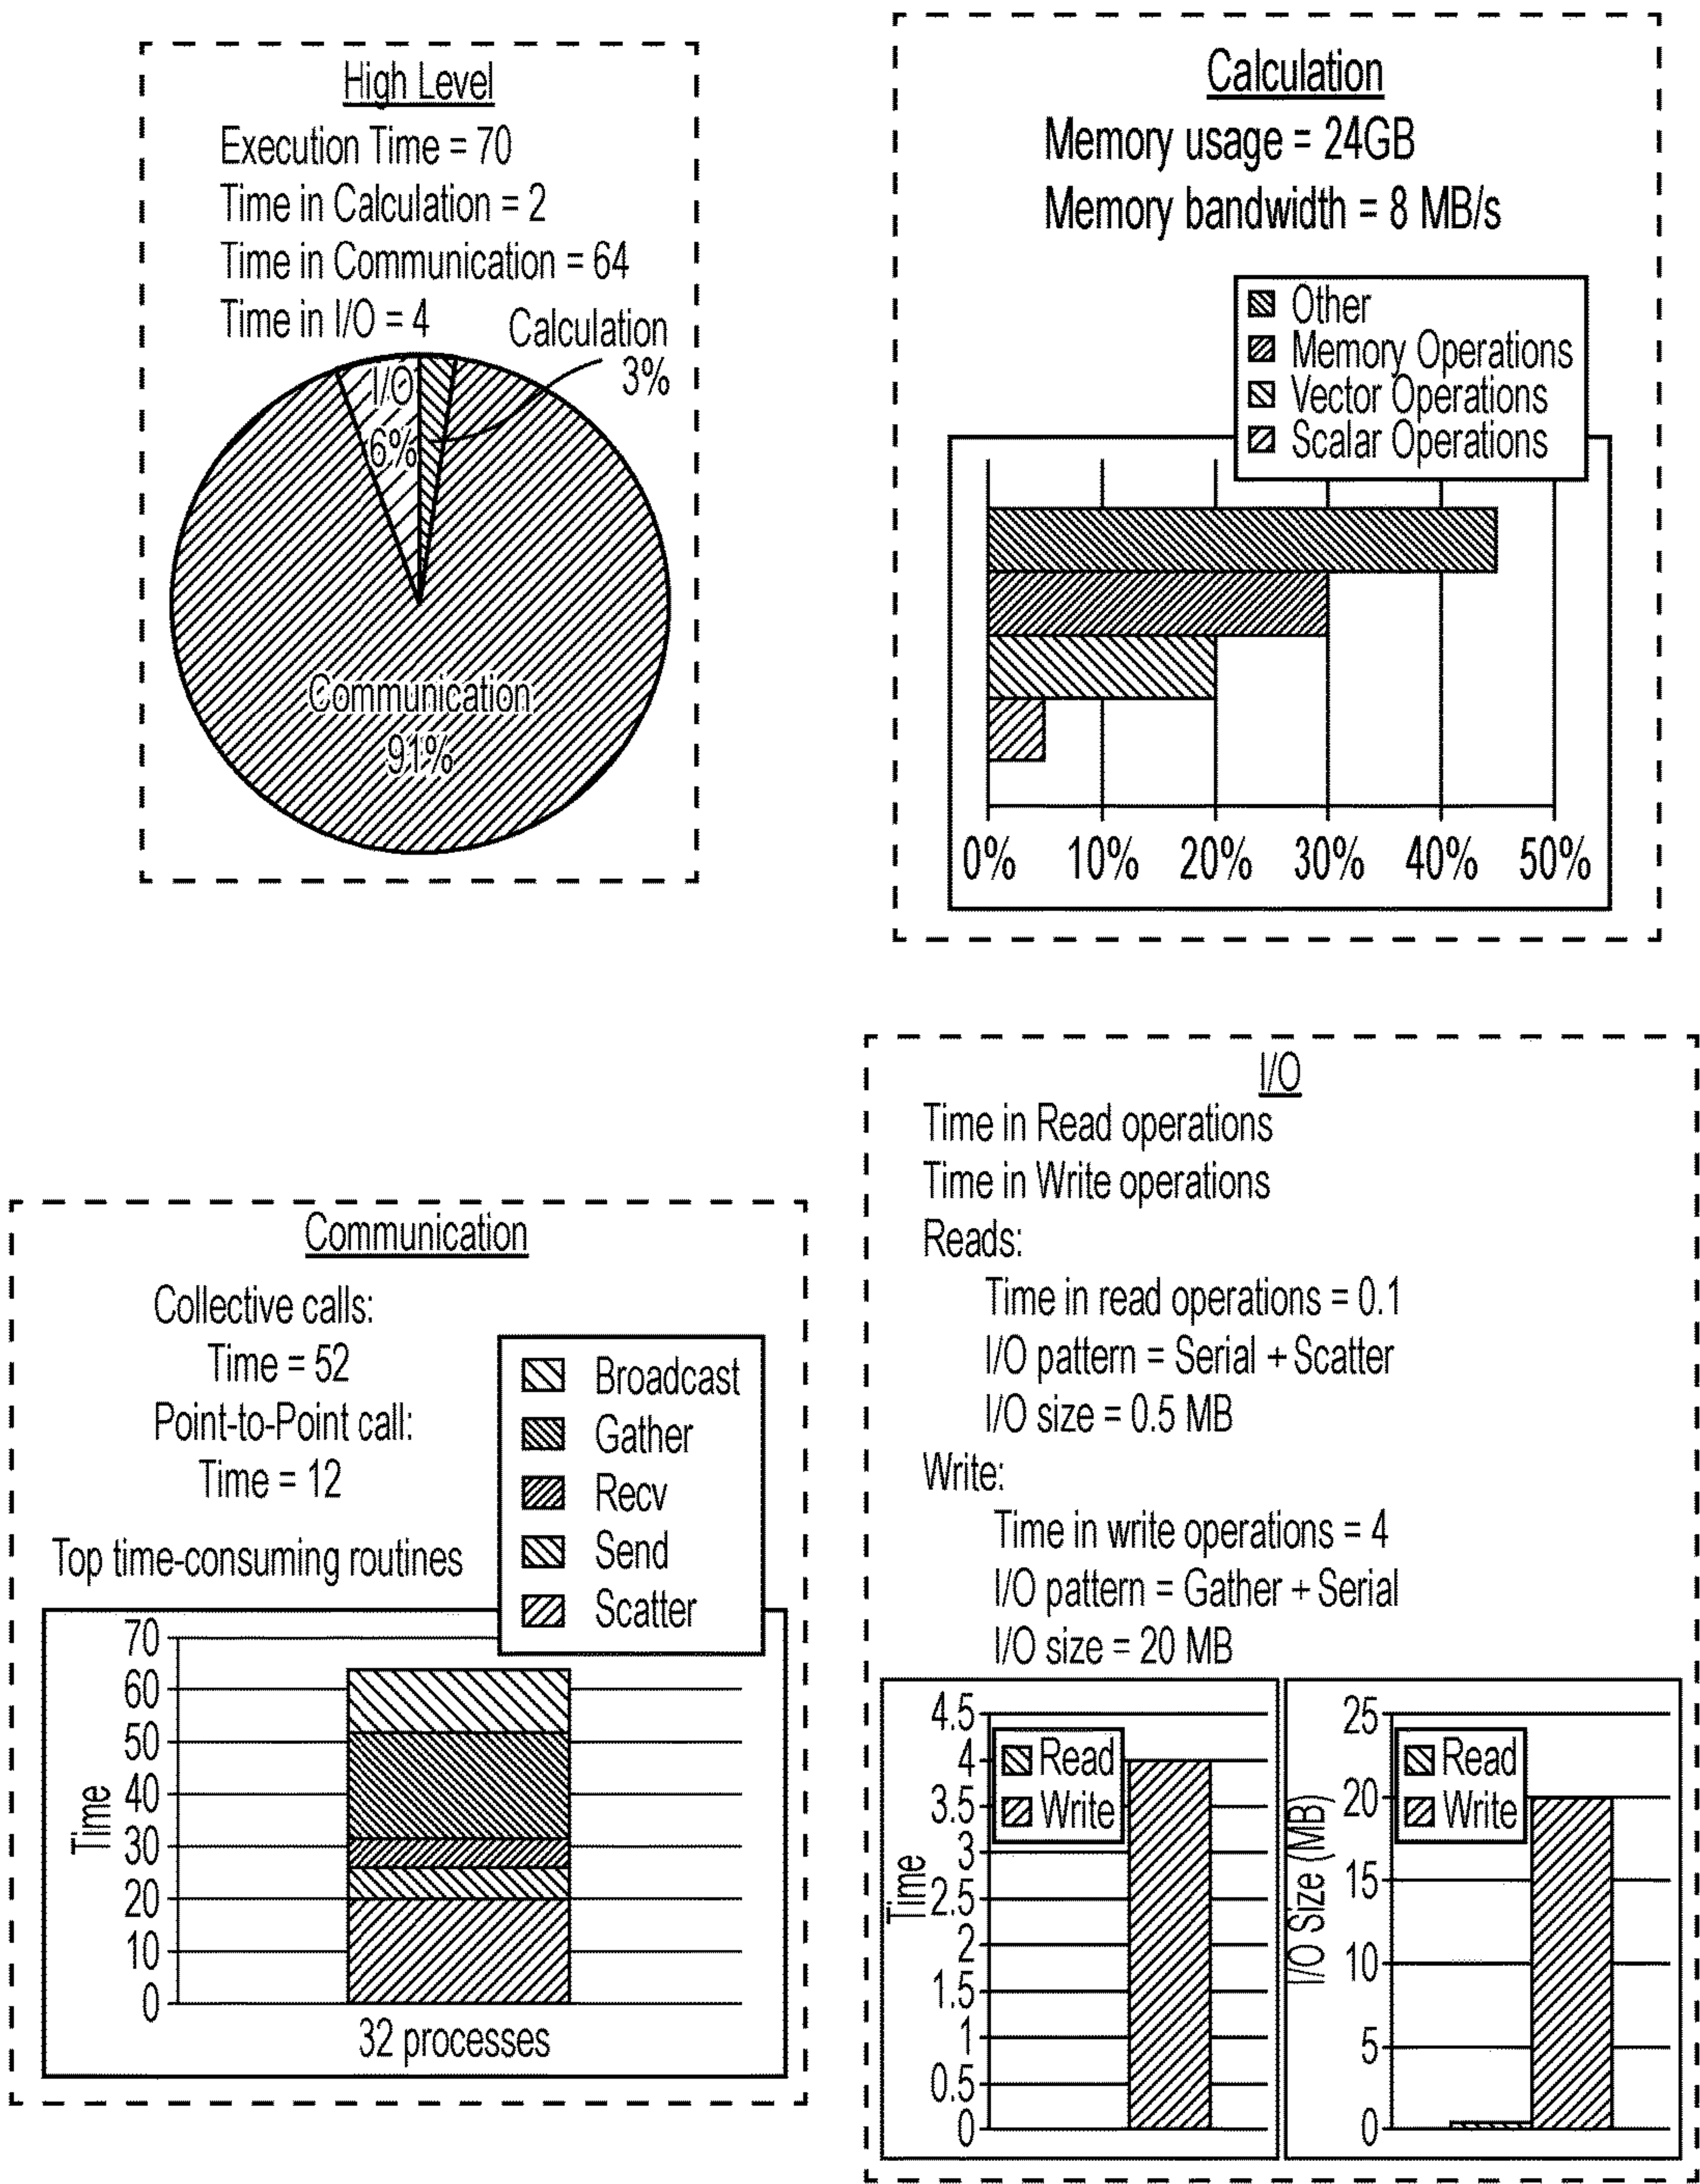 High Level
Execution Time = 70
Time in Calculation = 2
Time in Communication = 64
Time in I/O = 4
Calculation
3%
I/O
6%
Communication
91%
Calculation
Memory usage = 24GB
Memory bandwidth = 8 MB/s
Other
Memory Operations
Vector Operations
Scalar Operations
0% 10% 20% 30% 40% 50%
Communication
Collective calls:
Time = 52
Point-to-Point call:
Time = 12
Top time-consuming routines
Broadcast
Gather
Recv
Send
Scatter
70
60
50
40
30
20
10
0
Time
32 processes
I/O
Time in Read operations
Time in Write operations
Reads:
Time in read operations = 0.1
I/O pattern = Serial + Scatter
I/O size = 0.5 MB
Write:
Time in write operations = 4
I/O pattern = Gather + Serial
I/O size = 20 MB
4.5
4
3.5
3
2.5
2
1.5
1
0.5
0
Time
Read
Write
25
20
15
10
5
0
I/O Size (MB)
Read
Write